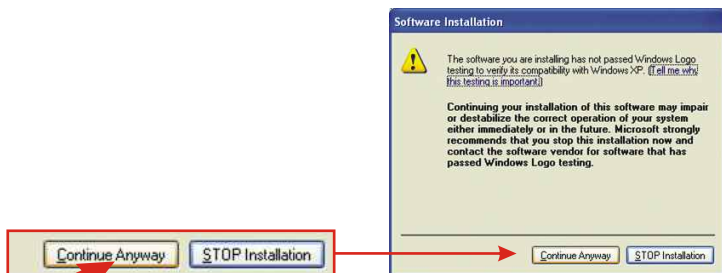 Software Installation
The software you are installing has not passed Windows Logo
testing to verify its compatibility with Windows XP. (Tell me why
this testing is important.)
Continuing your installation of this software may impair
or destabilize the correct operation of your system
either immediately or in the future. Microsoft strongly
recommends that you stop this installation now and
contact the software vendor for software that has
passed Windows Logo testing.
Continue Anyway STOP Installation
Continue Anyway STOP Installation